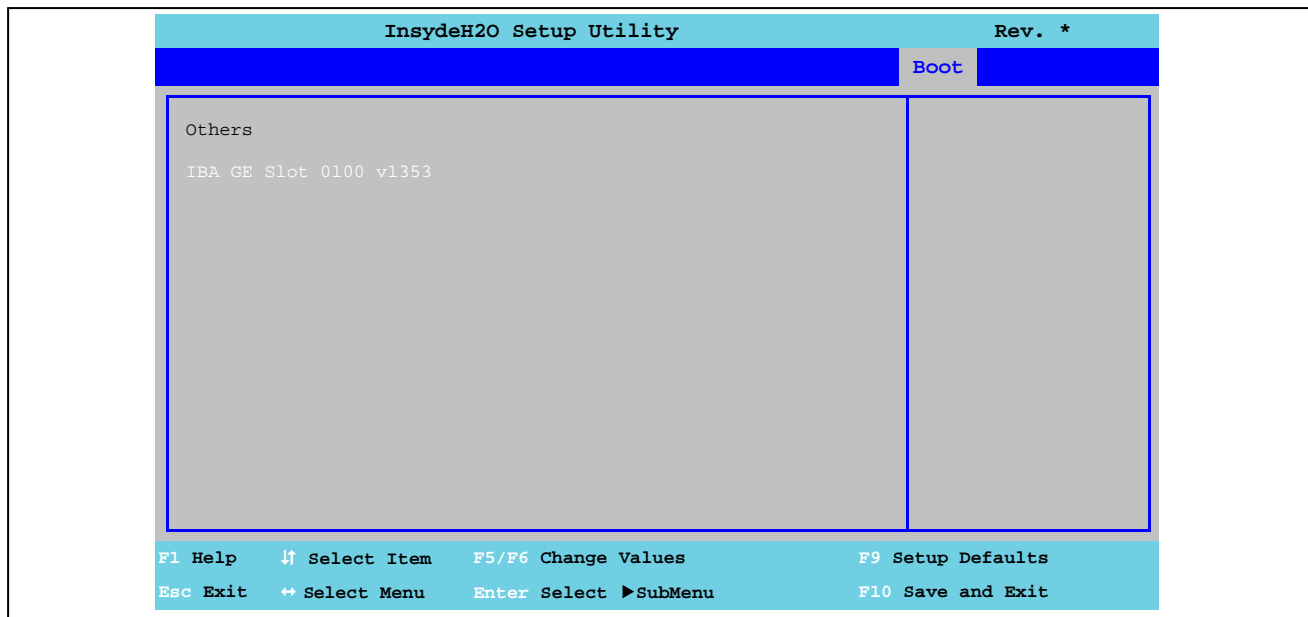 InsydeH2O Setup Utility Rev. *
Boot
Others
IBA GE Slot 0100 v1353
F1 Help ↓↑ Select Item F5/F6 Change Values F9 Setup Defaults
Esc Exit ↔ Select Menu Enter Select ▶SubMenu F10 Save and Exit